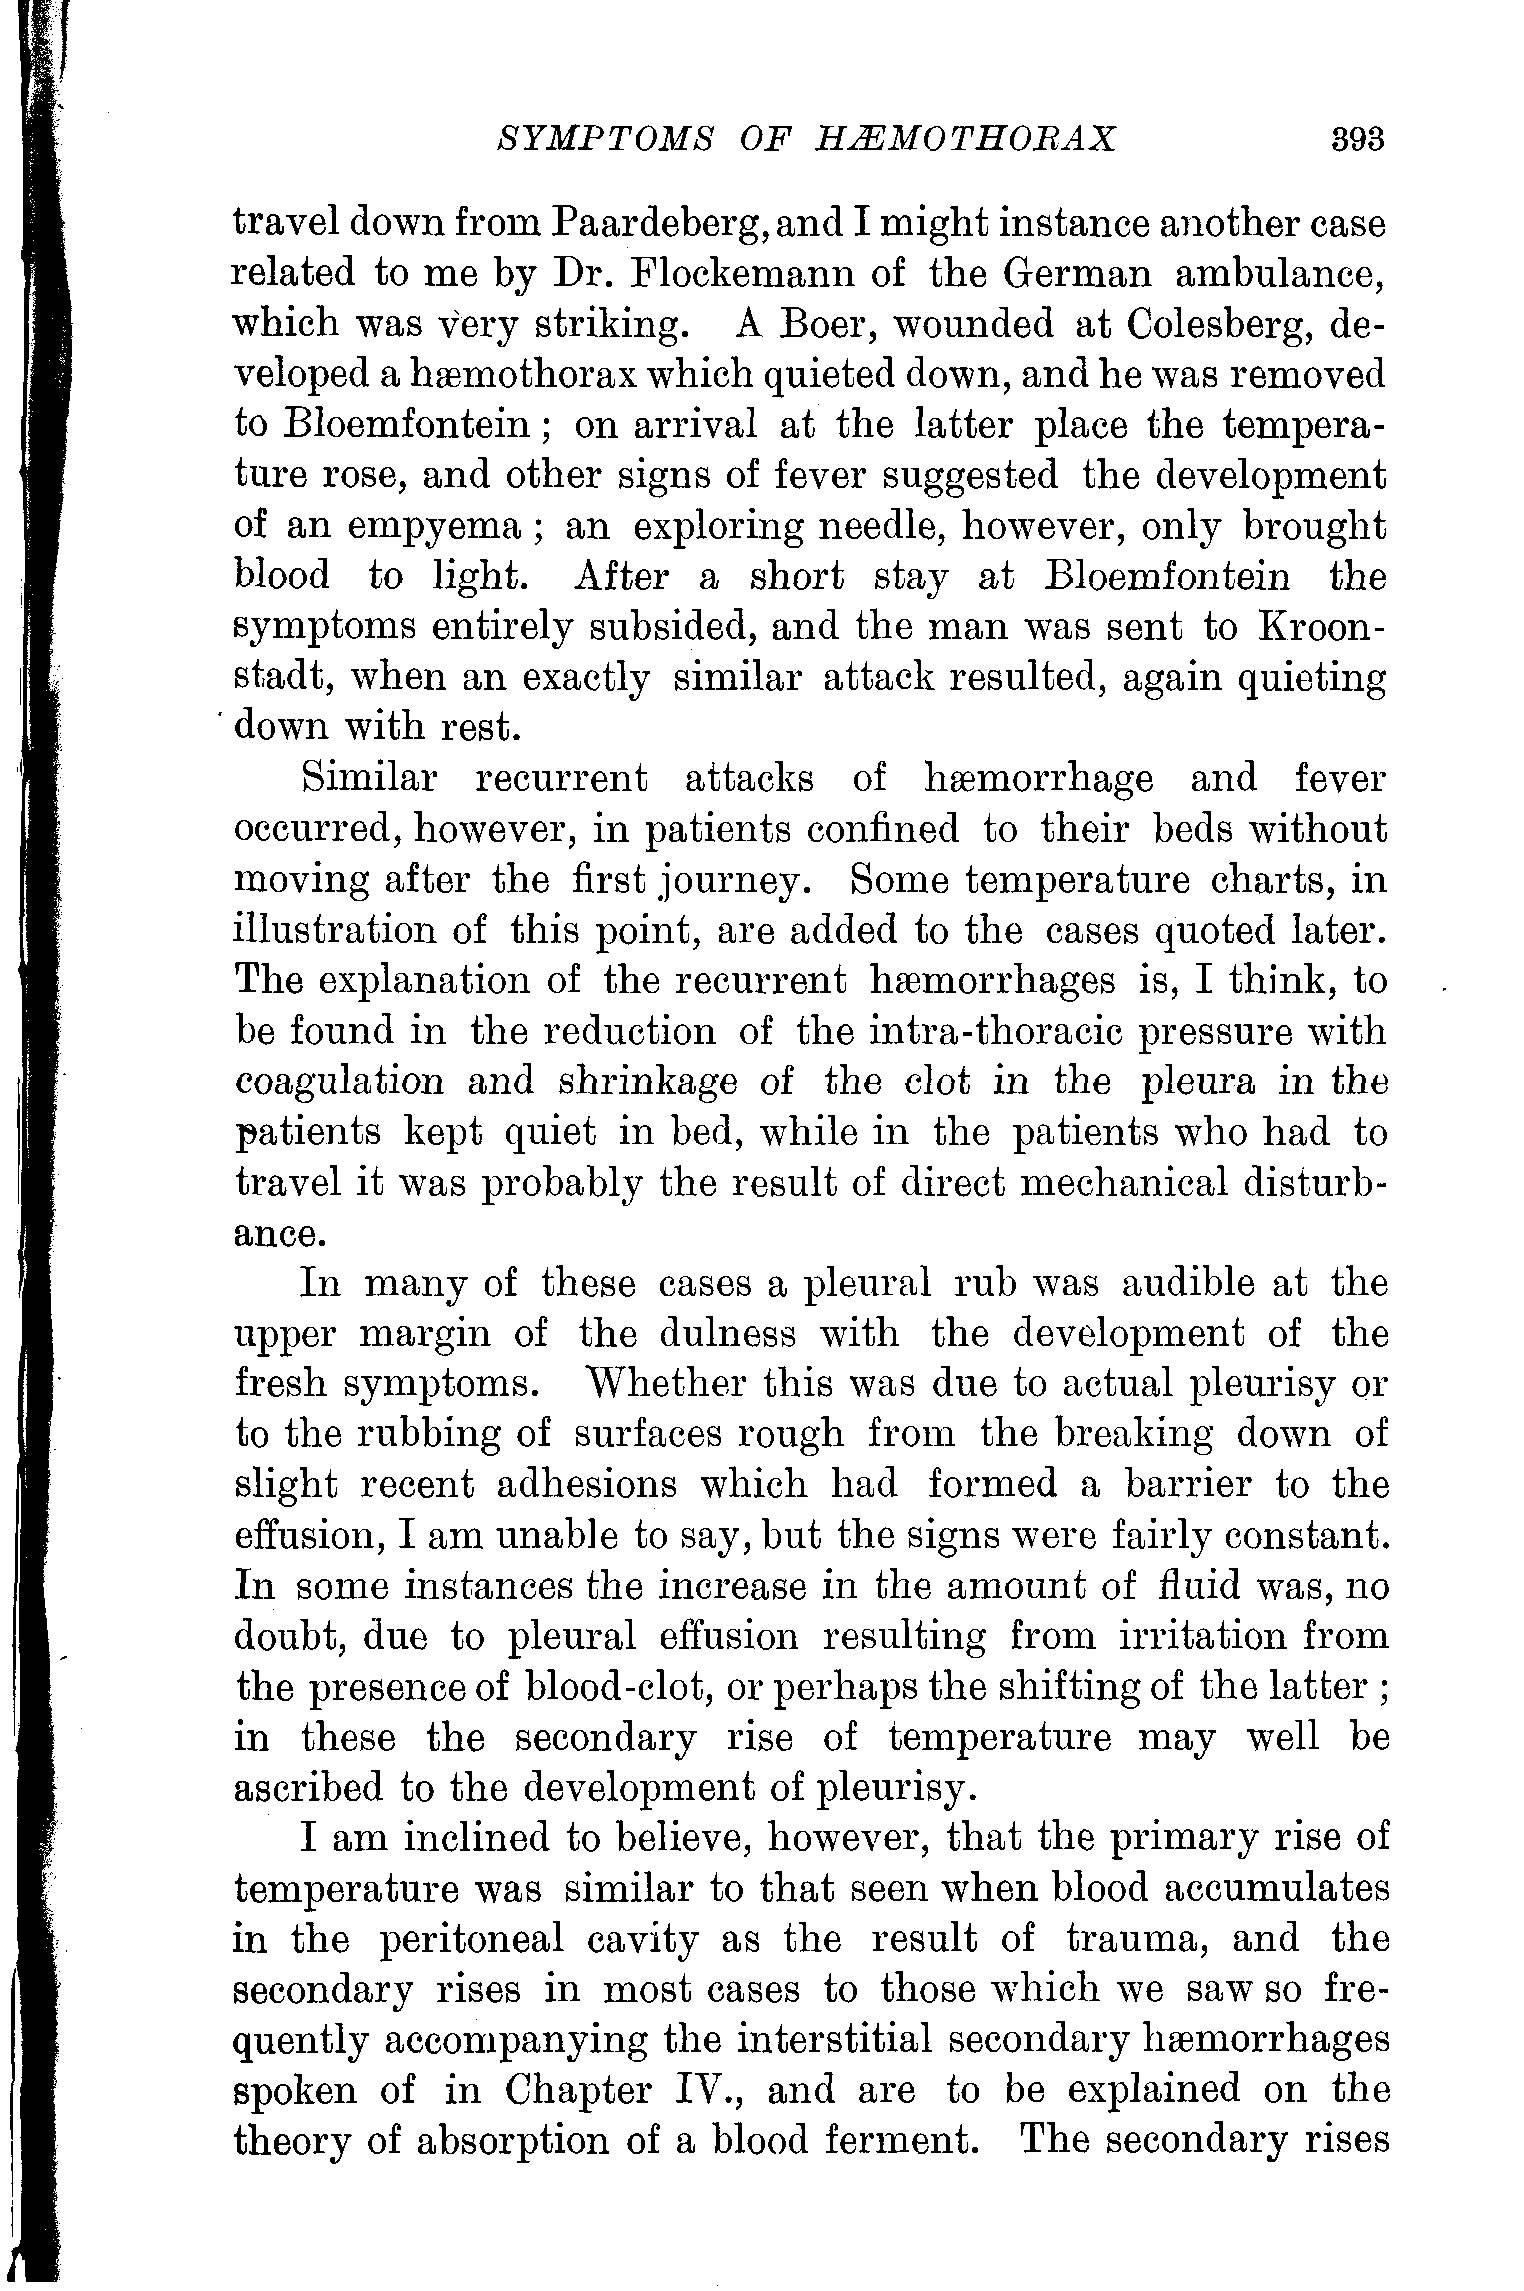 SYMPTOMS OF HÆMOTHORAX 393
travel down from Paardeberg, and I might instance another case
related to me by Dr. Flockemann of the German ambulance,
which was very striking. A Boer, wounded at Colesberg, de-
veloped a hæmothorax which quieted down, and he was removed
to Bloemfontein ; on arrival at the latter place the tempera-
ture rose, and other signs of fever suggested the development
of an empyema ; an exploring needle, however, only brought
blood to light. After a short stay at Bloemfontein the
symptoms entirely subsided, and the man was sent to Kroon-
stadt, when an exactly similar attack resulted, again quieting
down with rest.
Similar recurrent attacks of hæmorrhage and fever
occurred, however, in patients confined to their beds without
moving after the first journey. Some temperature charts, in
illustration of this point, are added to the cases quoted later.
The explanation of the recurrent hæmorrhages is, I think, to
be found in the reduction of the intra-thoracic pressure with
coagulation and shrinkage of the clot in the pleura in the
patients kept quiet in bed, while in the patients who had to
travel it was probably the result of direct mechanical disturb-
ance.
In many of these cases a pleural rub was audible at the
upper margin of the dulness with the development of the
fresh symptoms. Whether this was due to actual pleurisy or
to the rubbing of surfaces rough from the breaking down of
slight recent adhesions which had formed a barrier to the
effusion, I am unable to say, but the signs were fairly constant.
In some instances the increase in the amount of fluid was, no
doubt, due to pleural effusion resulting from irritation from
the presence of blood-clot, or perhaps the shifting of the latter ;
in these the secondary rise of temperature may well be
ascribed to the development of pleurisy.
I am inclined to believe, however, that the primary rise of
temperature was similar to that seen when blood accumulates
in the peritoneal cavity as the result of trauma, and the
secondary rises in most cases to those which we saw so fre-
quently accompanying the interstitial secondary hæmorrhages
spoken of in Chapter IV., and are to be explained on the
theory of absorption of a blood ferment. The secondary rises